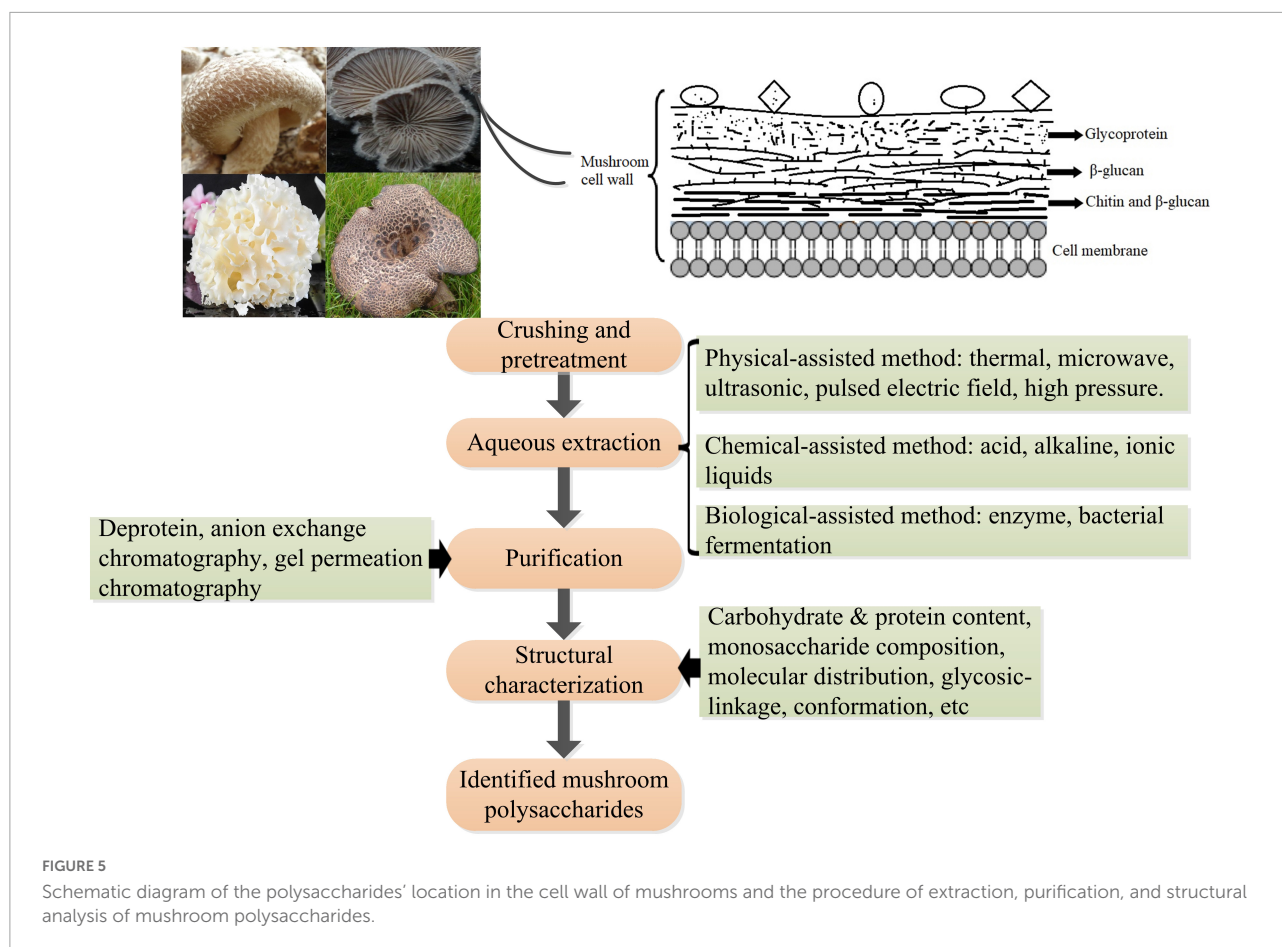 Mushroom
cell wall
Glycoprotein
β-glucan
Chitin and β-glucan
Cell membrane
Crushing and
pretreatment
Aqueous extraction
Physical-assisted method: thermal, microwave,
ultrasonic, pulsed electric field, high pressure.
Chemical-assisted method: acid, alkaline, ionic
liquids
Biological-assisted method: enzyme, bacterial
fermentation
Deprotein, anion exchange
chromatography, gel permeation
chromatography
Purification
Structural
characterization
Carbohydrate & protein content,
monosaccharide composition,
molecular distribution, glycosic-
linkage, conformation, etc
Identified mushroom
polysaccharides
FIGURE 5
Schematic diagram of the polysaccharides’ location in the cell wall of mushrooms and the procedure of extraction, purification, and structural
analysis of mushroom polysaccharides.